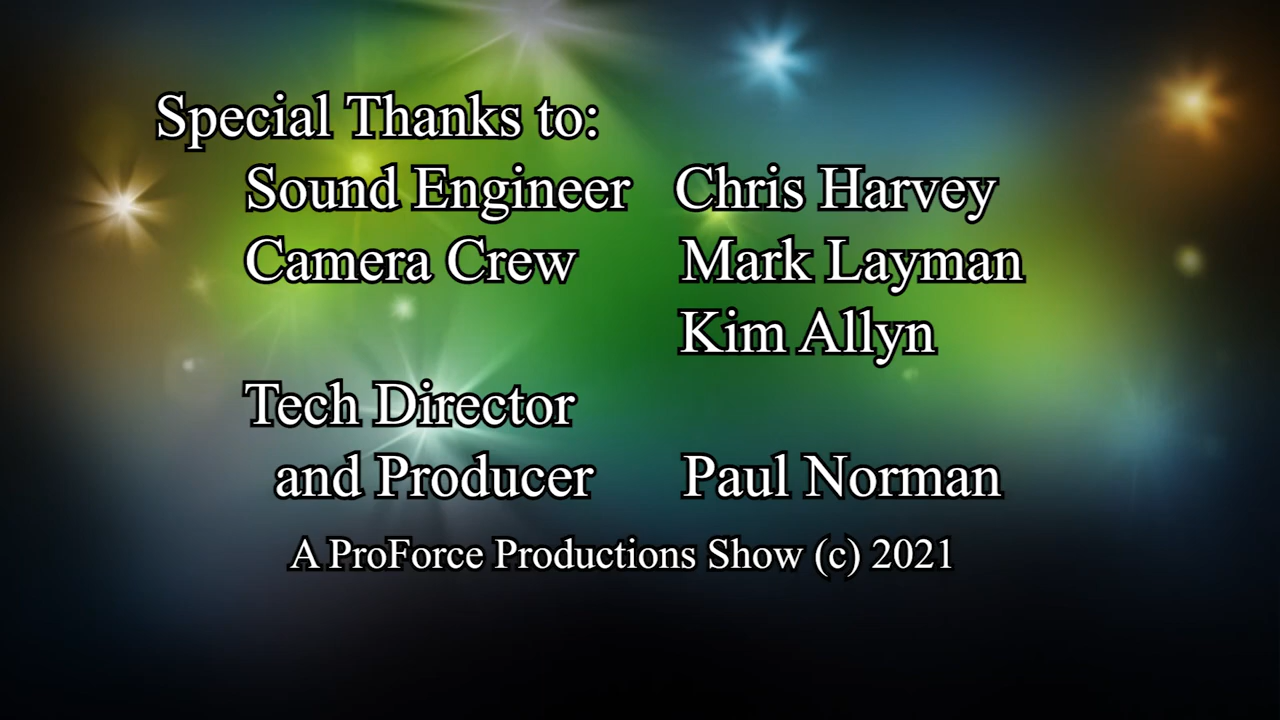 Special Thanks to:
Sound Engineer Chris Harvey
Camera Crew Mark Layman
Kim Allyn
Tech Director
and Producer Paul Norman
A ProForce Productions Show (c) 2021